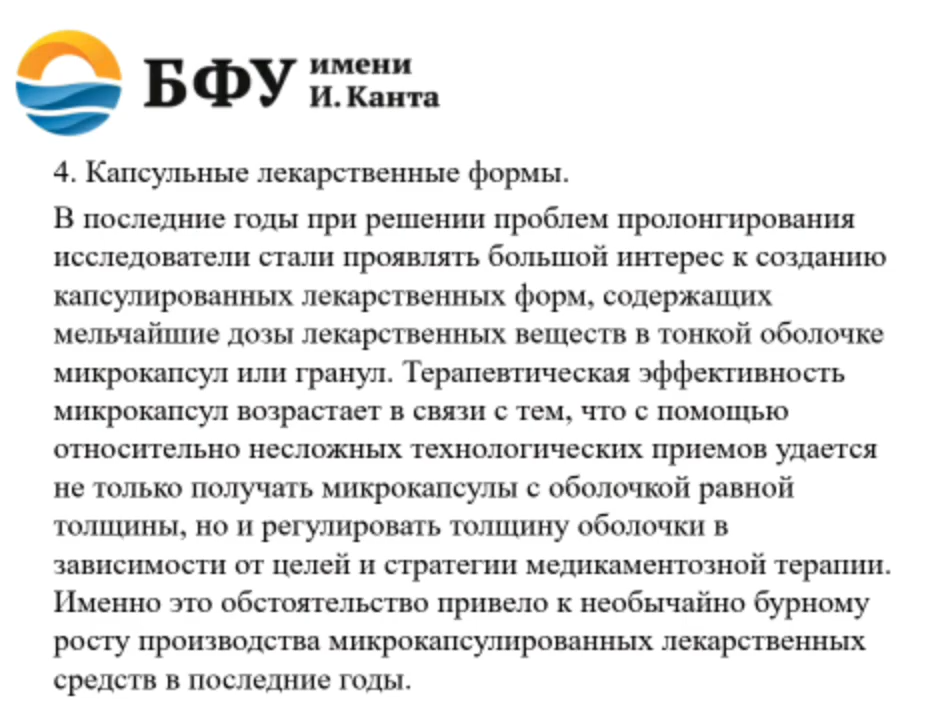 БФУ имени
И. Канта
4. Капсульные лекарственные формы.
В последние годы при решении проблем пролонгирования
исследователи стали проявлять большой интерес к созданию
капсулированных лекарственных форм, содержащих
мельчайшие дозы лекарственных веществ в тонкой оболочке
микрокапсул или гранул. Терапевтическая эффективность
микрокапсул возрастает в связи с тем, что с помощью
относительно несложных технологических приемов удается
не только получать микрокапсулы с оболочкой равной
толщины, но и регулировать толщину оболочки в
зависимости от целей и стратегии медикаментозной терапии.
Именно это обстоятельство привело к необычайно бурному
росту производства микрокапсулированных лекарственных
средств в последние годы.